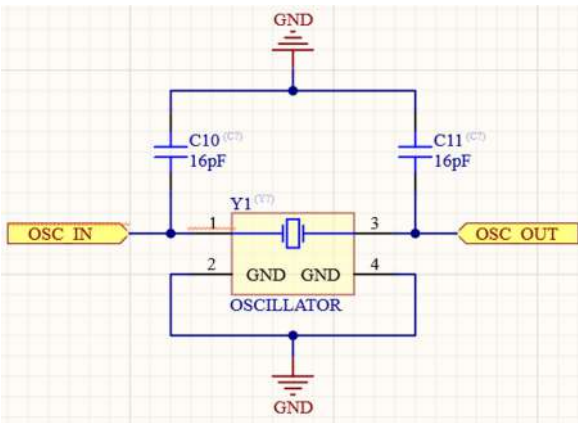 GND
C10 (C?)
16pF
C11 (C?)
16pF
Y1 (Y?)
OSC IN
1
3
OSC OUT
2
GND GND
4
OSCILLATOR
GND